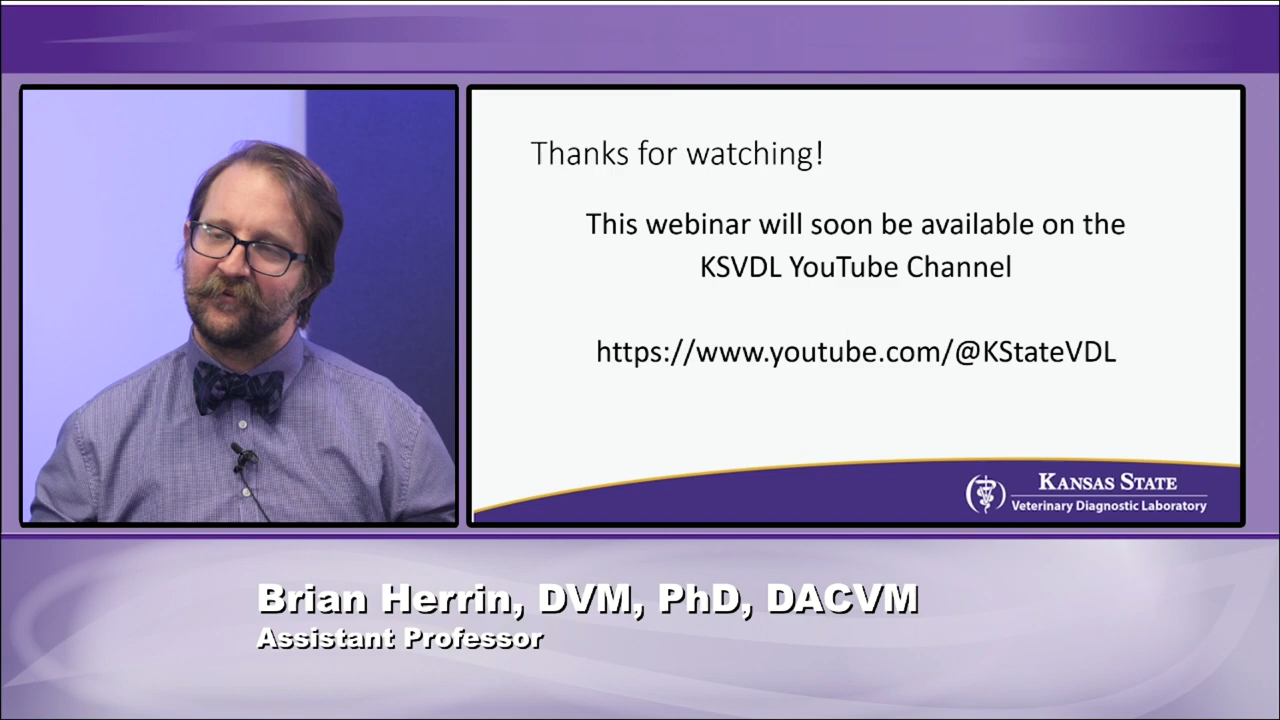 Thanks for watching!
This webinar will soon be available on the
KSVDL YouTube Channel
https://www.youtube.com/@KStateVDL
KANSAS STATE
Veterinary Diagnostic Laboratory
Brian Herrin, DVM, PhD, DACVM
Assistant Professor